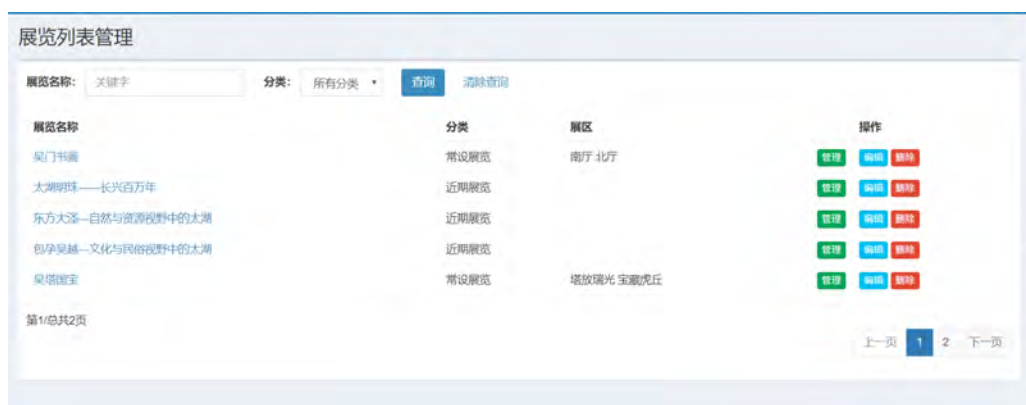 展览列表管理
展览名称： 关键字 分类： 所有分类 查询 清除查询
展览名称 分类 展区 操作
吴门书画 常设展览 南厅 北厅 管理 编辑 删除
太湖明珠——长兴百万年 近期展览 管理 编辑 删除
东方大泽—自然与资源视野中的太湖 近期展览 管理 编辑 删除
包孕吴越—文化与民俗视野中的太湖 近期展览 管理 编辑 删除
吴塔国宝 常设展览 塔放瑞光 宝藏虎丘 管理 编辑 删除
第1/总共2页
上一页 1 2 下一页